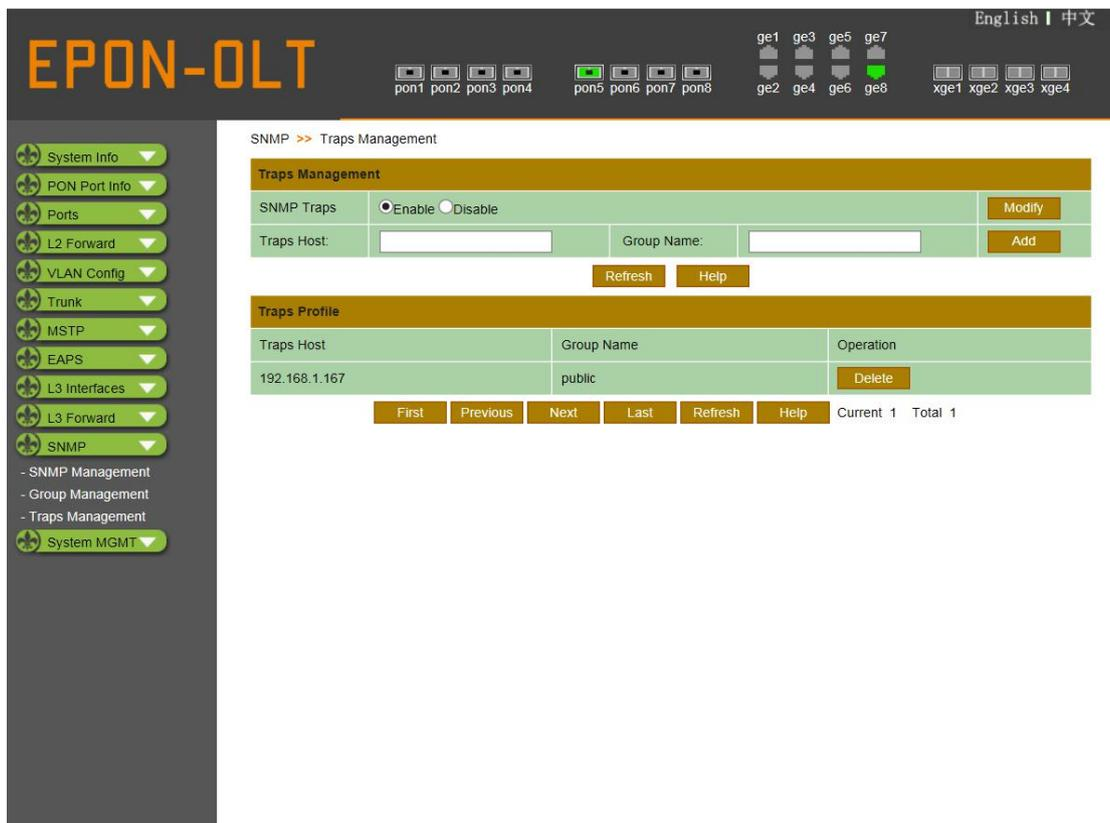 English 中文
EPON-OLT
ge1 ge3 ge5 ge7
pon1 pon2 pon3 pon4 pon5 pon6 pon7 pon8 ge2 ge4 ge6 ge8 xge1 xge2 xge3 xge4
System Info
PON Port Info
Ports
L2 Forward
VLAN Config
Trunk
MSTP
EAPS
L3 Interfaces
L3 Forward
SNMP
- SNMP Management
- Group Management
- Traps Management
System MGMT
SNMP >> Traps Management
Traps Management
SNMP Traps Enable Disable Modify
Traps Host: Group Name: Add
Refresh Help
Traps Profile
Traps Host Group Name Operation
192.168.1.167 public Delete
First Previous Next Last Refresh Help Current 1 Total 1